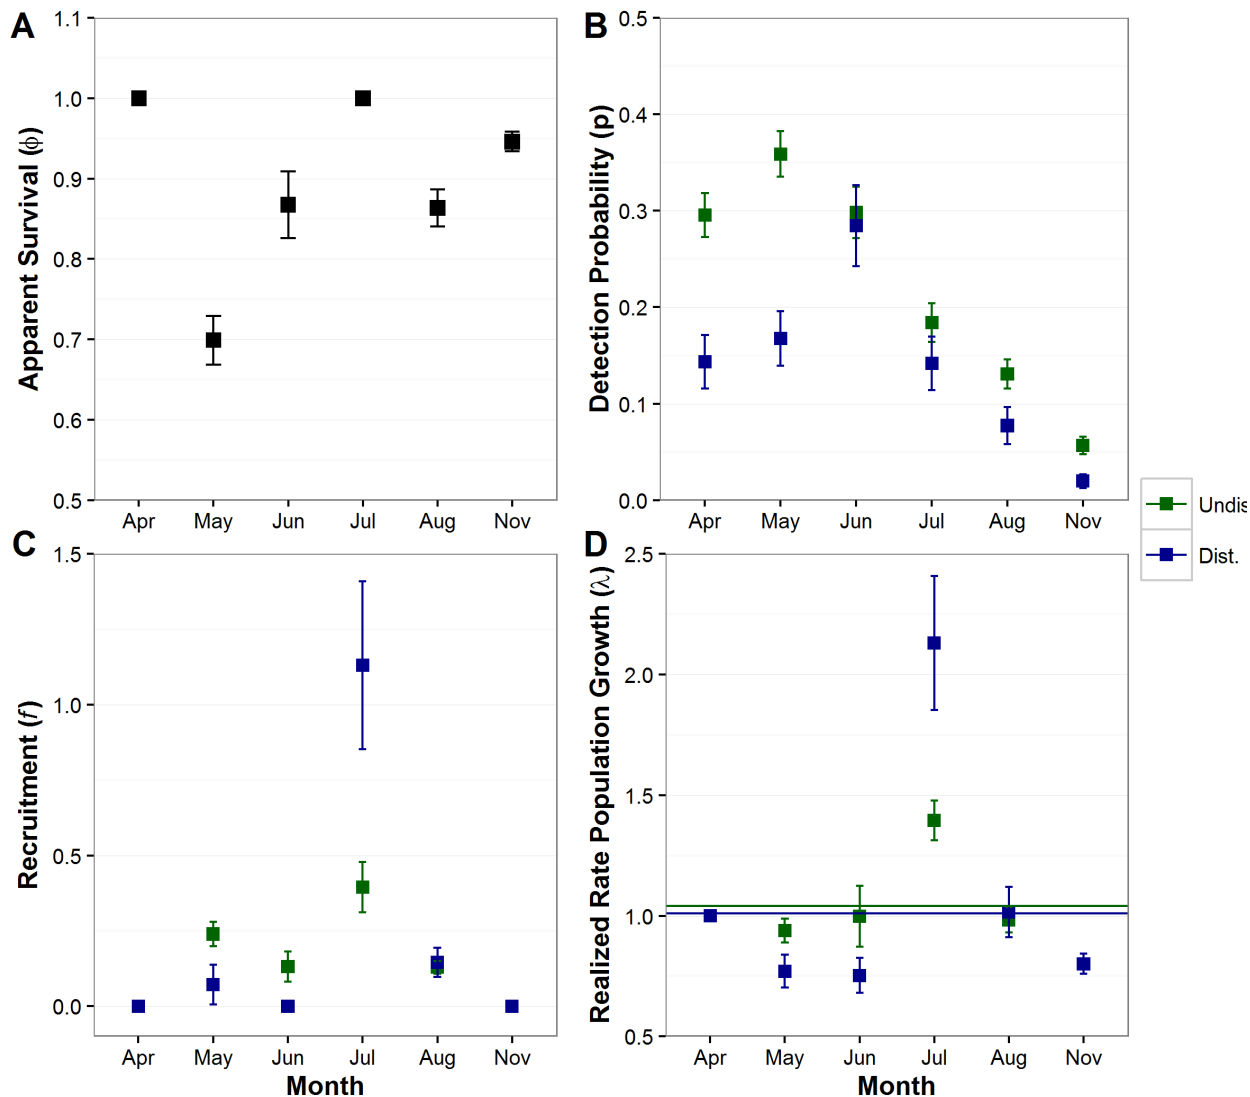 A
1.1
1.0
0.9
0.8
0.7
0.6
0.5
Apparent Survival (ϕ)
Apr May Jun Jul Aug Nov
B
0.5
0.4
0.3
0.2
0.1
0.0
Detection Probability (p)
Apr May Jun Jul Aug Nov
Undis
Dist.
C
1.5
1.0
0.5
0.0
Recruitment (f)
Apr May Jun Jul Aug Nov
Month
D
2.5
2.0
1.5
1.0
0.5
Realized Rate Population Growth (λ)
Apr May Jun Jul Aug Nov
Month